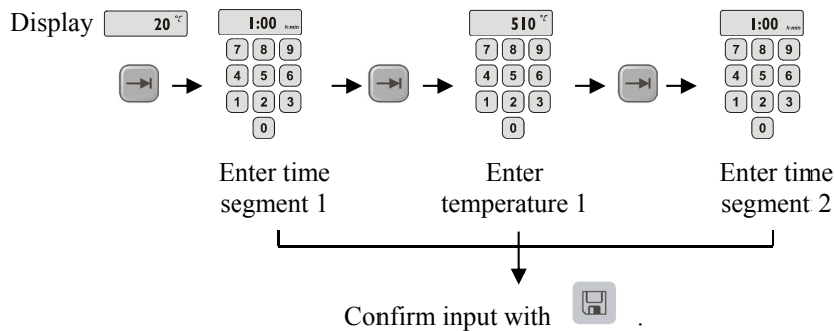 Display 20 °C
1:00 h:min
7 8 9
4 5 6
1 2 3
0
Enter time
segment 1
510 °C
7 8 9
4 5 6
1 2 3
0
Enter
temperature 1
1:00 h:min
7 8 9
4 5 6
1 2 3
0
Enter time
segment 2
Confirm input with .